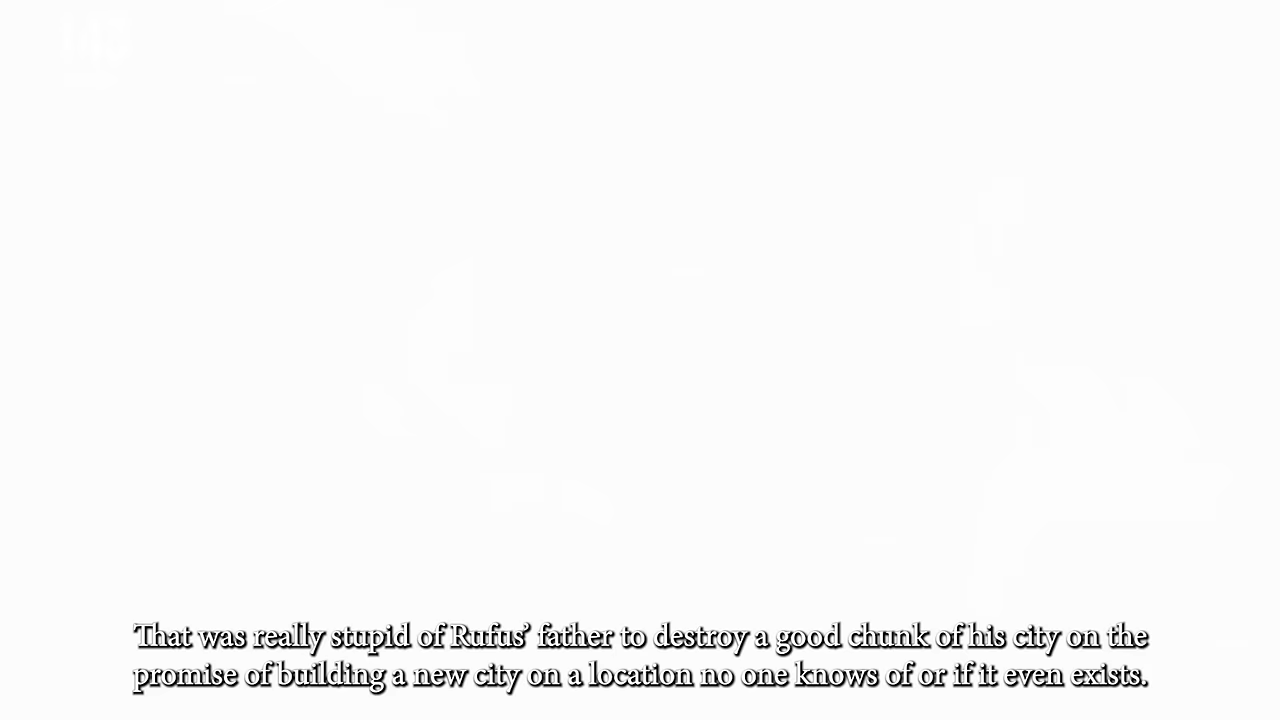 That was really stupid of Rufus’ father to destroy a good chunk of his city on the
promise of building a new city on a location no one knows of or if it even exists.